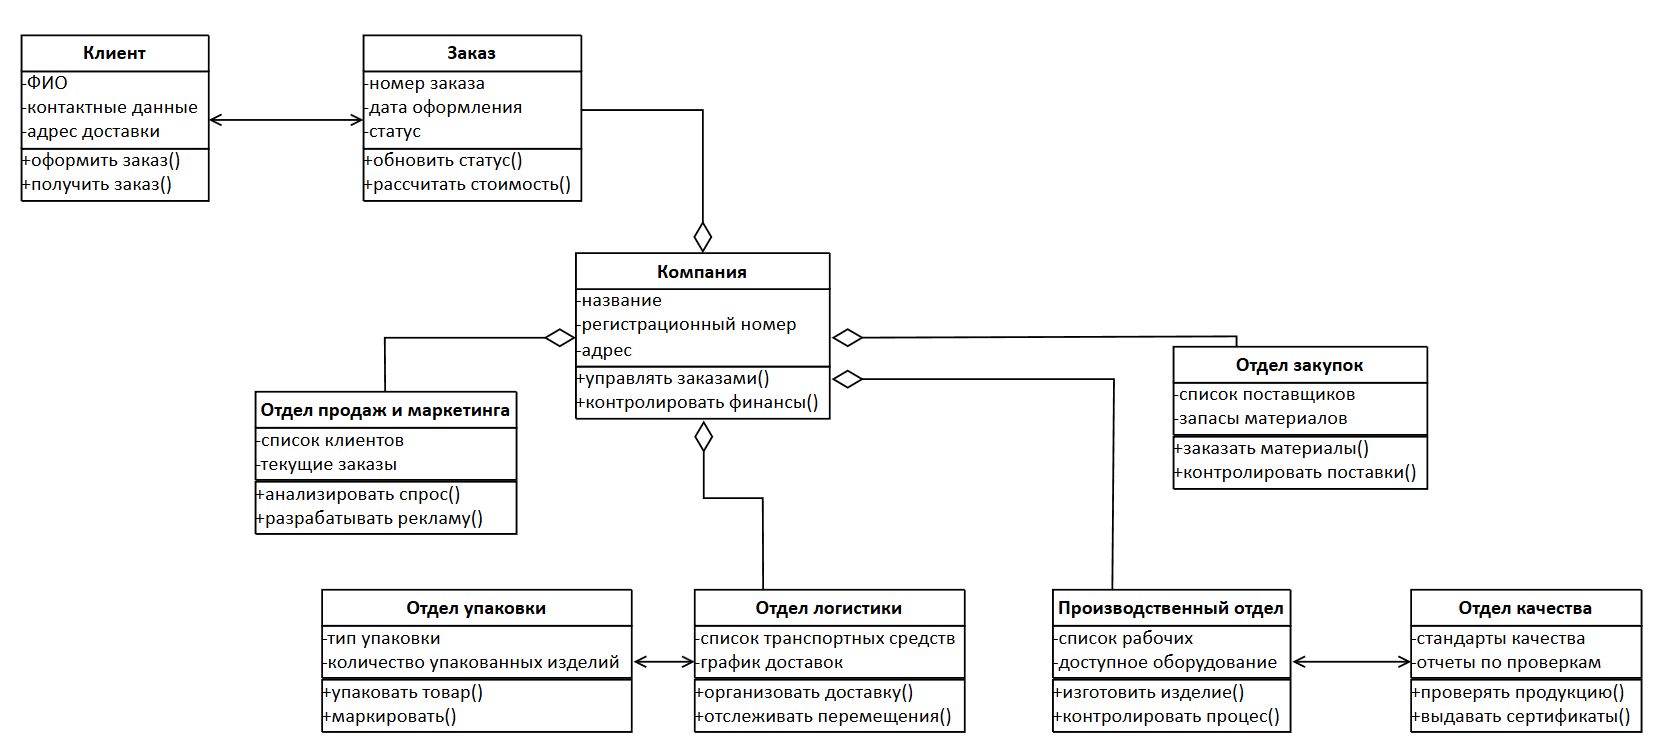 Клиент
-ФИО
-контактные данные
-адрес доставки
+оформить заказ()
+получить заказ()
Заказ
-номер заказа
-дата оформления
-статус
+обновить статус()
+рассчитать стоимость()
Компания
-название
-регистрационный номер
-адрес
+управлять заказами()
+контролировать финансы()
Отдел закупок
-список поставщиков
-запасы материалов
+заказать материалы()
+контролировать поставки()
Отдел продаж и маркетинга
-список клиентов
-текущие заказы
+анализировать спрос()
+разрабатывать рекламу()
Отдел упаковки
-тип упаковки
-количество упакованных изделий
+упаковать товар()
+маркировать()
Отдел логистики
-список транспортных средств
-график доставок
+организовать доставку()
+отслеживать перемещения()
Производственный отдел
-список рабочих
-доступное оборудование
+изготовить изделие()
+контролировать процес()
Отдел качества
-стандарты качества
-отчеты по проверкам
+проверять продукцию()
+выдавать сертификаты()